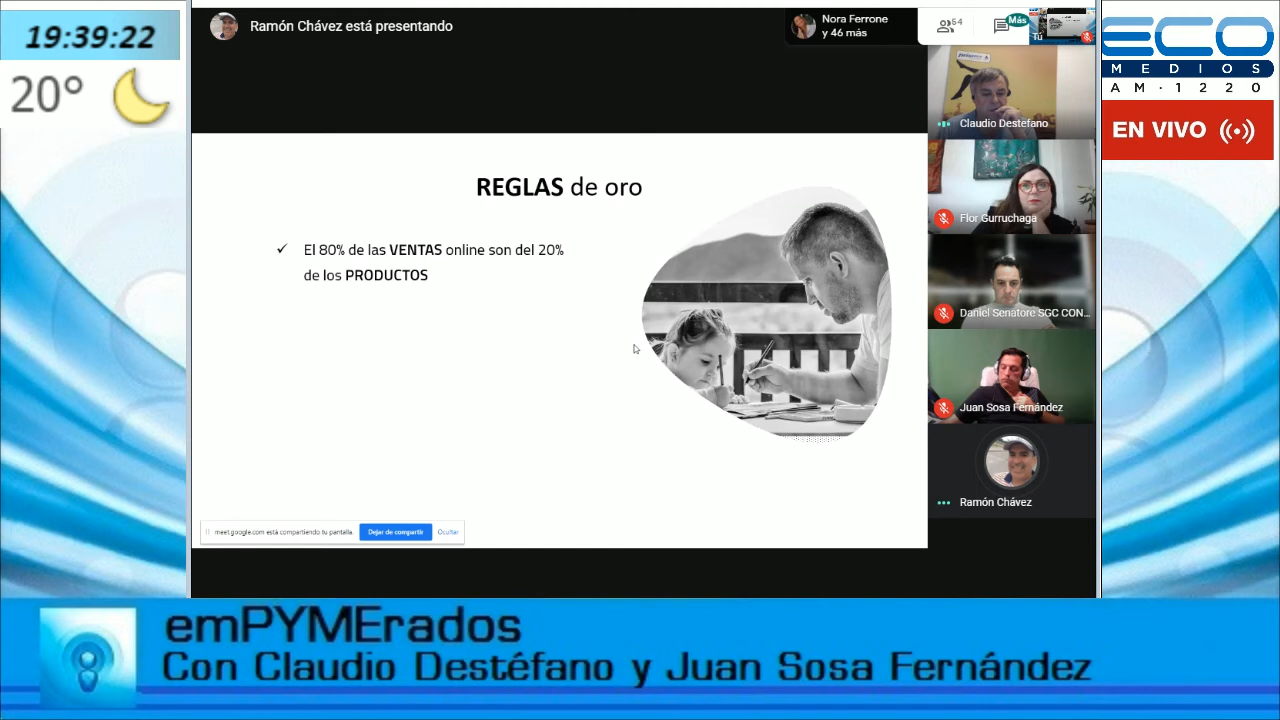 19:39:22
20°
Ramón Chávez está presentando
Nora Ferrone
y 46 más
54
Más
Tú
ECO
MEDIOS
AM·1220
EN VIVO
Claudio Destefano
Flor Gurruchaga
Daniel Senatore SGC CON...
Juan Sosa Fernández
Ramón Chávez
REGLAS de oro
✓ El 80% de las VENTAS online son del 20%
de los PRODUCTOS
meet.google.com está compartiendo tu pantalla.
Dejar de compartir
Ocultar
emPYMErados
Con Claudio Destéfano y Juan Sosa Fernández